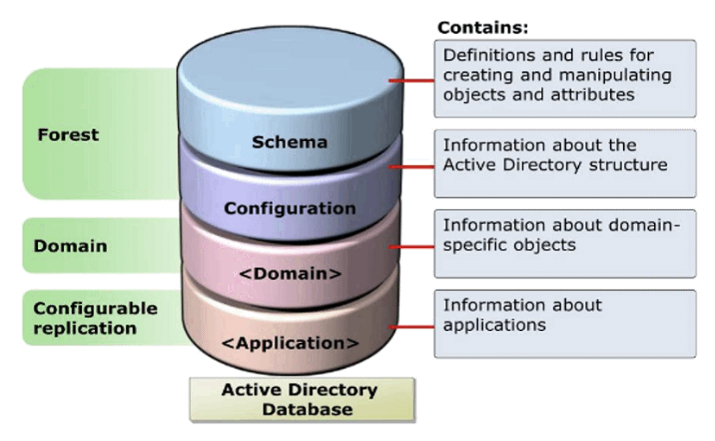 Contains:
Definitions and rules for
creating and manipulating
objects and attributes
Forest
Schema
Information about the
Active Directory structure
Configuration
Domain
<Domain>
Information about domain-
specific objects
Configurable
replication
<Application>
Information about
applications
Active Directory
Database